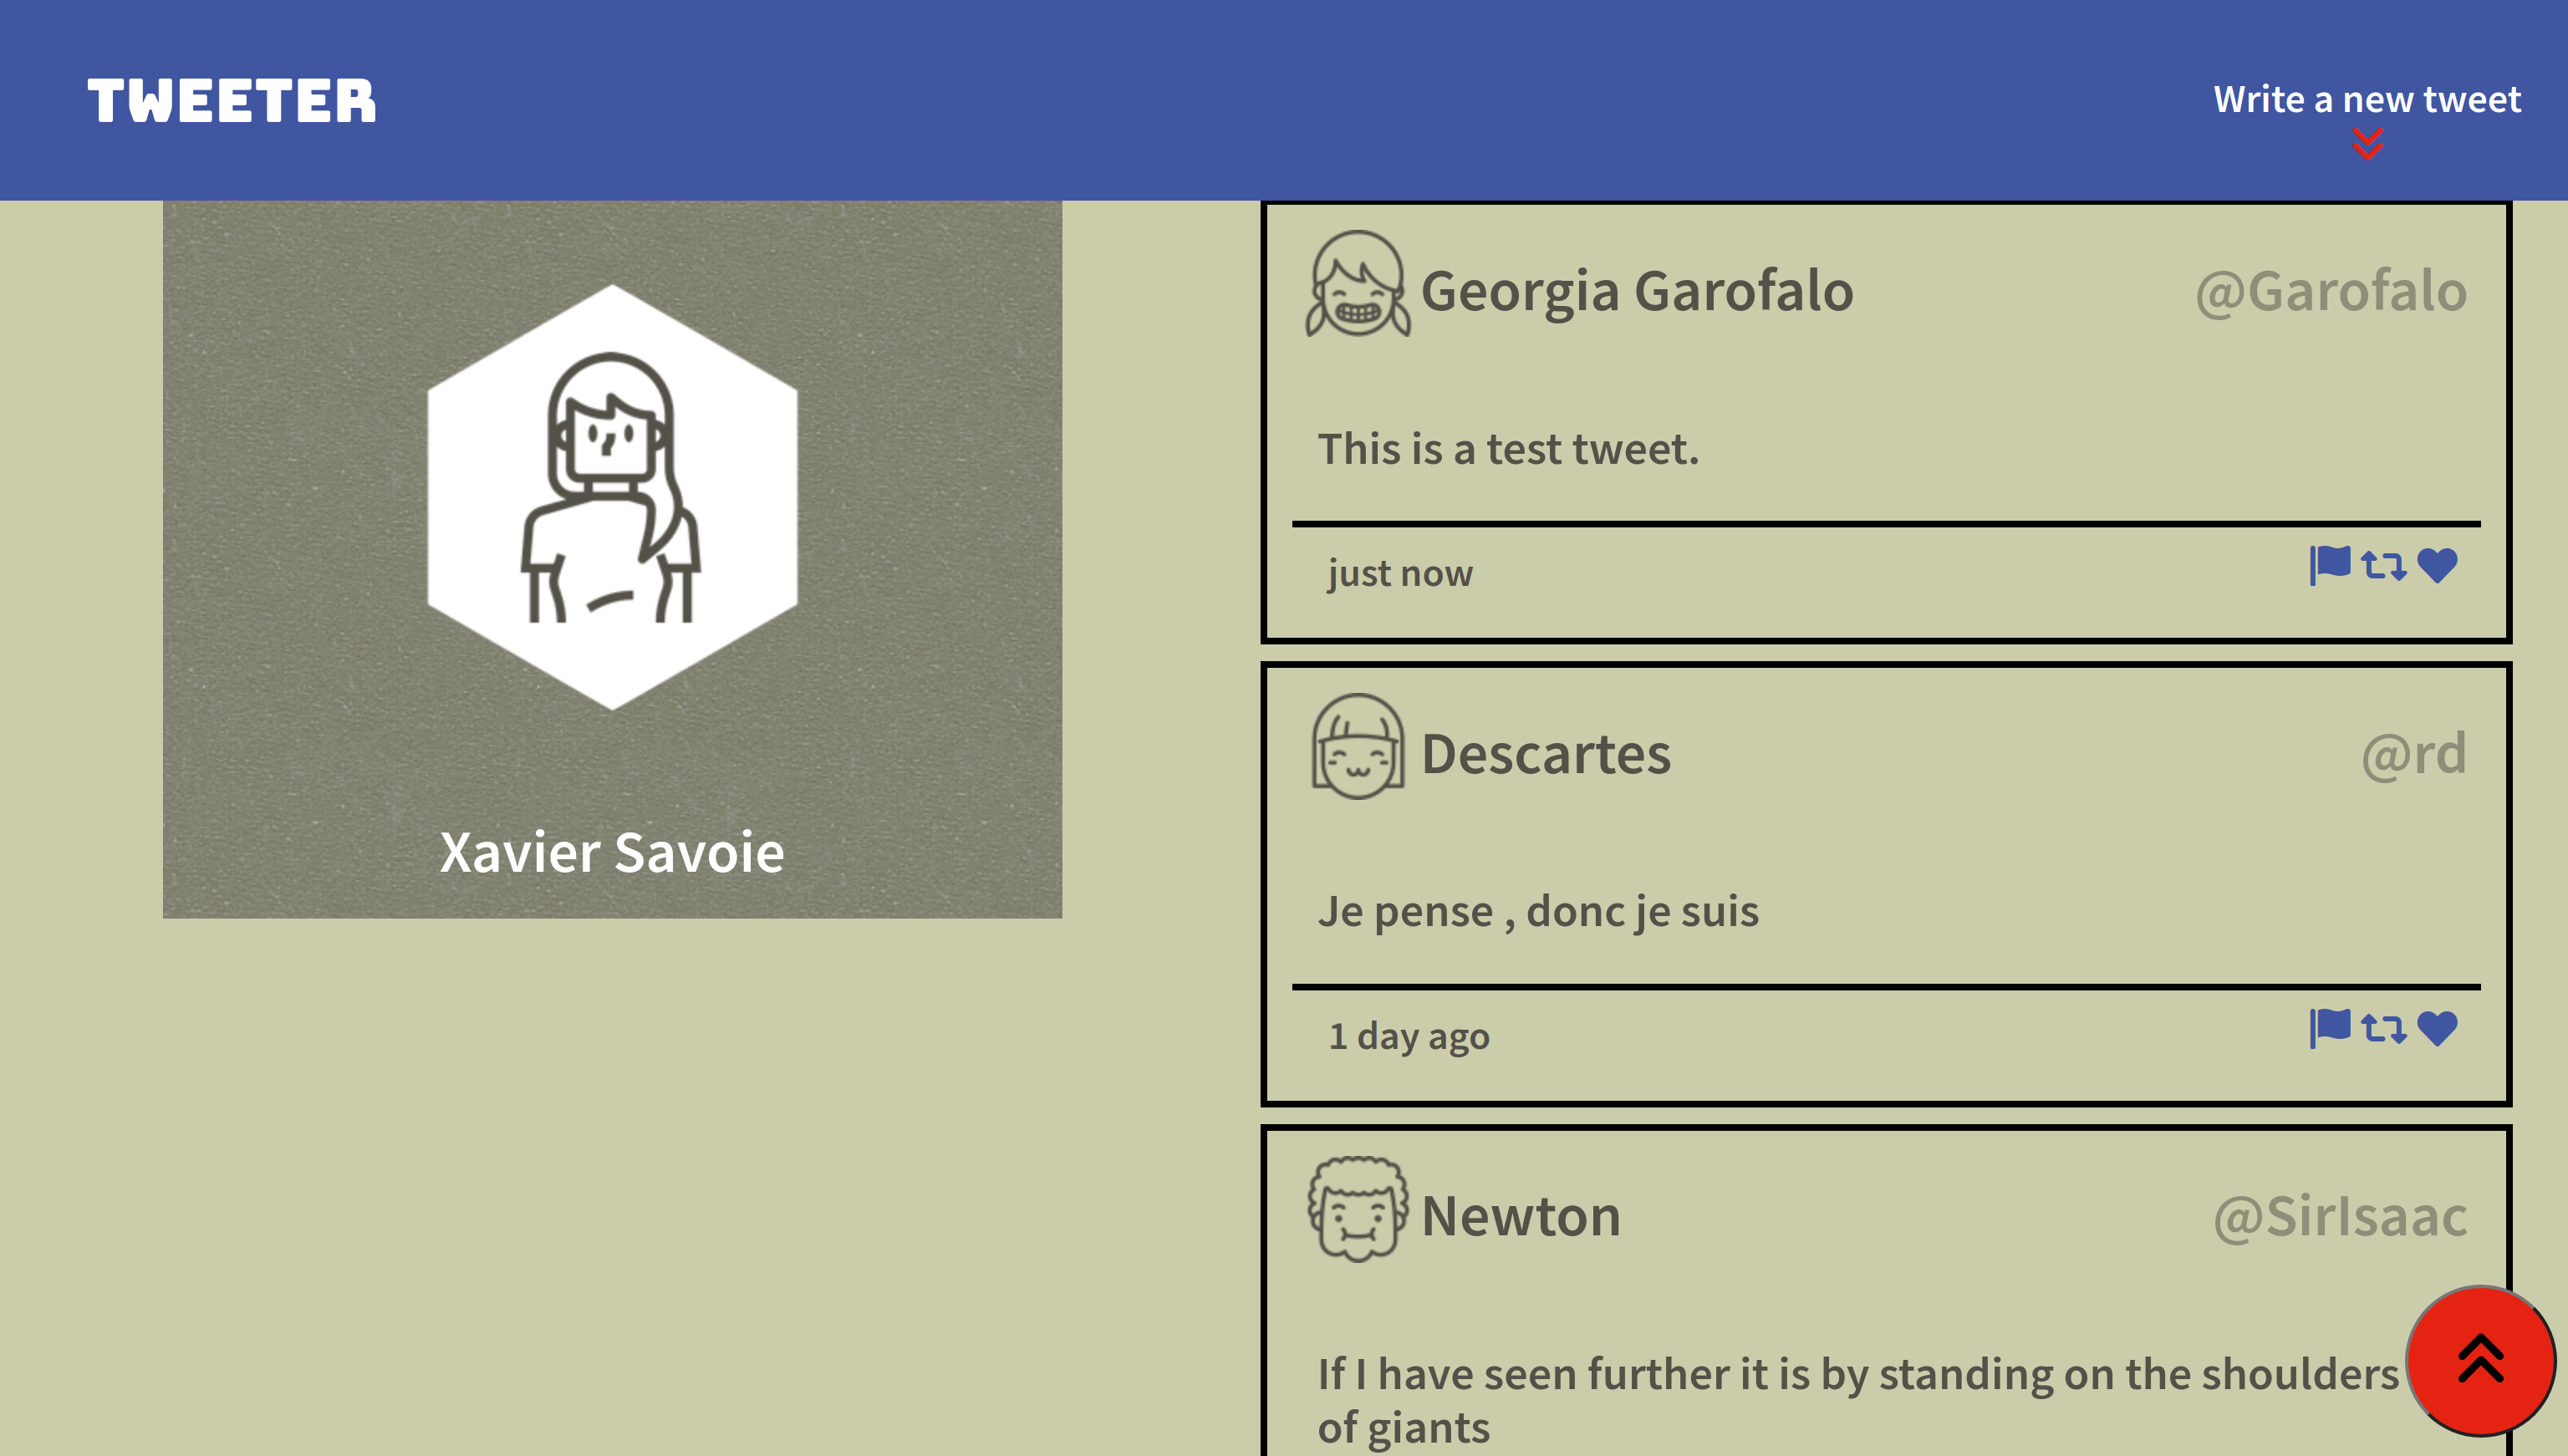 TWEETER
Write a new tweet
Xavier Savoie
Georgia Garofalo
@Garofalo
This is a test tweet.
just now
Descartes
@rd
Je pense , donc je suis
1 day ago
Newton
@SirIsaac
If I have seen further it is by standing on the shoulders
of giants